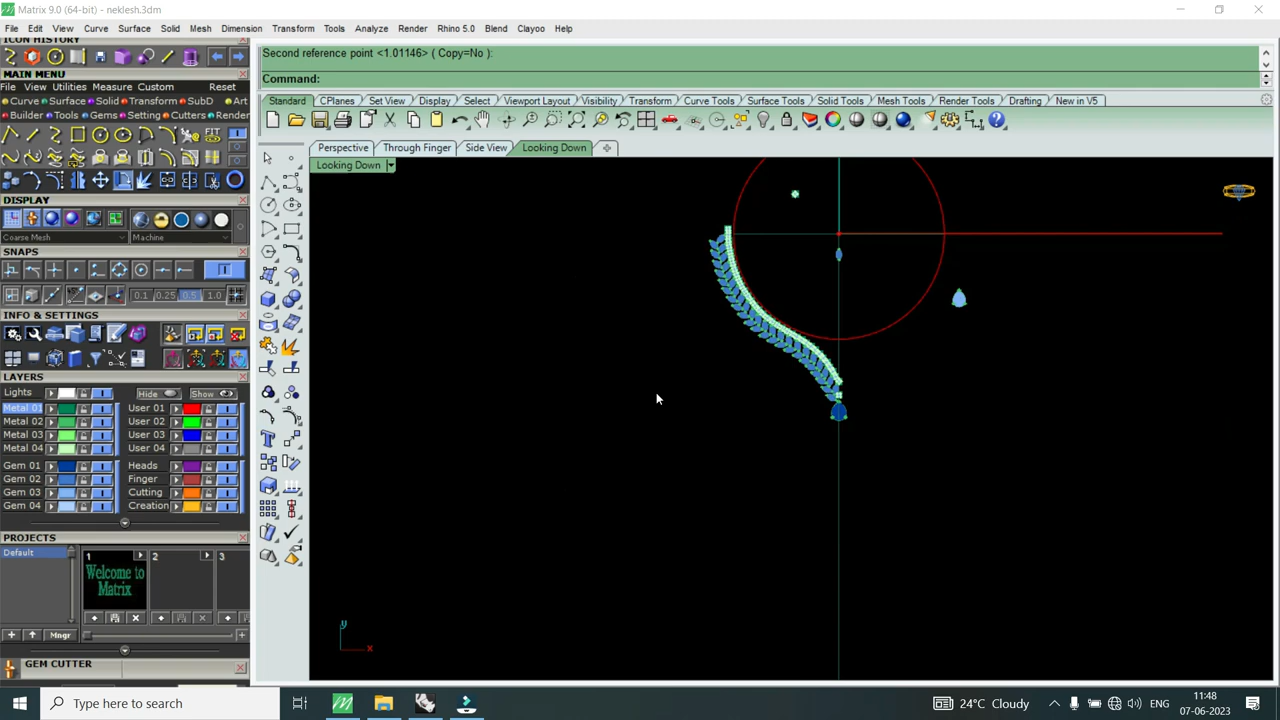 Matrix 9.0 (64-bit) - neklesh.3dm
File Edit View Curve Surface Solid Mesh Dimension Transform Tools Analyze Render Rhino 5.0 Blend Clayoo Help
ICON HISTORY
Second reference point <1.01146> ( Copy=No ):
MAIN MENU
Command:
File View Utilities Measure Custom Reset
Curve Surface Solid Transform SubD Art
Builder Tools Gems Setting Cutters Render
Standard CPlanes Set View Display Select Viewport Layout Visibility Transform Curve Tools Surface Tools Solid Tools Mesh Tools Render Tools Drafting New in V5
FIT
Perspective Through Finger Side View Looking Down
Looking Down
DISPLAY
Coarse Mesh Machine
SNAPS
0.1 0.25 0.5 1.0
INFO & SETTINGS
LAYERS
Lights Hide Show
Metal 01 User 01
Metal 02 User 02
Metal 03 User 03
Metal 04 User 04
Gem 01 Heads
Gem 02 Finger
Gem 03 Cutting
Gem 04 Creation
PROJECTS
Default
1 2 3
Welcome to
Matrix
Mngr
GEM CUTTER
y
x
Type here to search
24°C Cloudy
ENG
11:48
07-06-2023